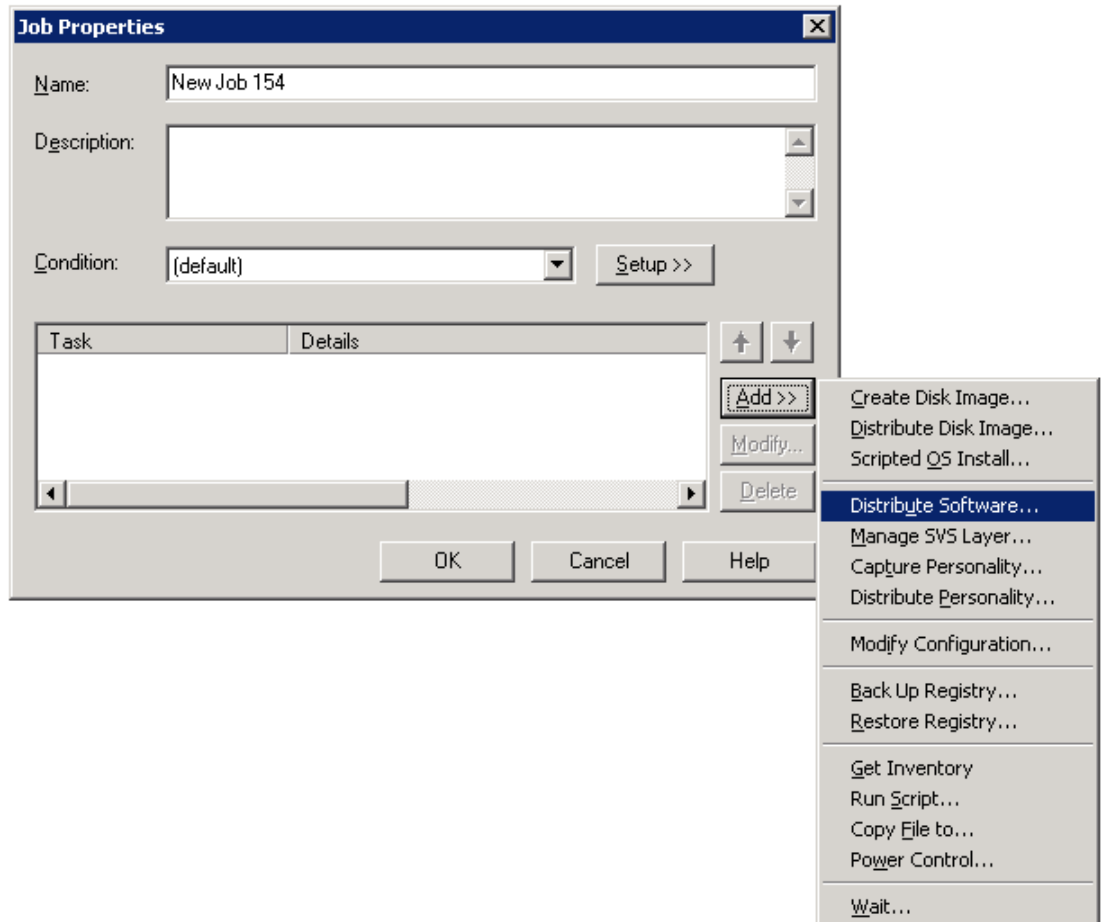 Job Properties
Name:
New Job 154
Description:
Condition:
(default)
Setup >>
Task
Details
Add >>
Modify...
Delete
OK
Cancel
Help
Create Disk Image...
Distribute Disk Image...
Scripted OS Install...
Distribute Software...
Manage SVS Layer...
Capture Personality...
Distribute Personality...
Modify Configuration...
Back Up Registry...
Restore Registry...
Get Inventory
Run Script...
Copy File to...
Power Control...
Wait...